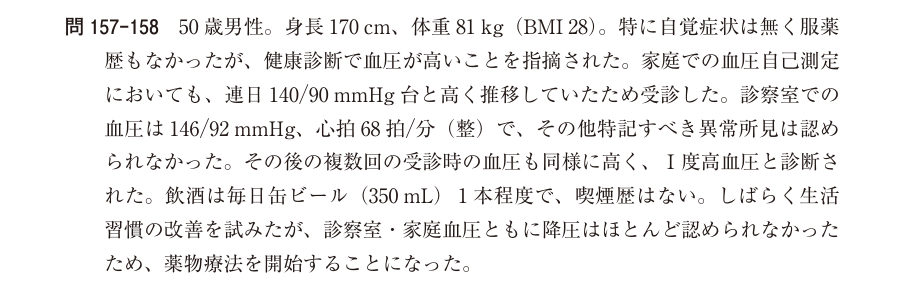 問 157−158　50 歳男性。身長 170 cm、体重 81 kg（BMI 28）。特に自覚症状は無く服薬
歴もなかったが、健康診断で血圧が高いことを指摘された。家庭での血圧自己測定
においても、連日 140/90 mmHg 台と高く推移していたため受診した。診察室での
血圧は 146/92 mmHg、心拍 68 拍/分（整）で、その他特記すべき異常所見は認め
られなかった。その後の複数回の受診時の血圧も同様に高く、Ⅰ度高血圧と診断さ
れた。飲酒は毎日缶ビール（350 mL）１本程度で、喫煙歴はない。しばらく生活
習慣の改善を試みたが、診察室・家庭血圧ともに降圧はほとんど認められなかった
ため、薬物療法を開始することになった。